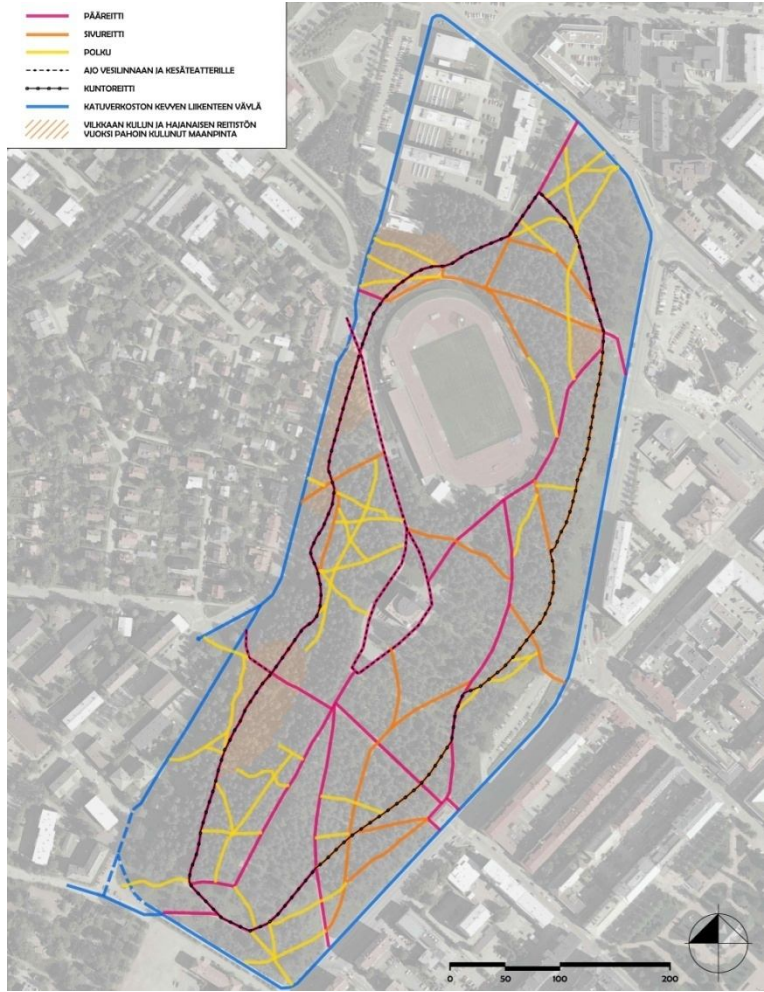 PÄÄREITTI
SIVUREITTI
POLKU
AJO VESILINNAAN JA KESÄTEATTERILLE
KUNTOREITTI
KATUVERKOSTON KEVYEN LIIKENTEEN VÄYLÄ
VILKKAAN KULUN JA HAJANAISEN REITISTÖN
VUOKSI PAHOIN KULUNUT MAANPINTA
0 50 100 200